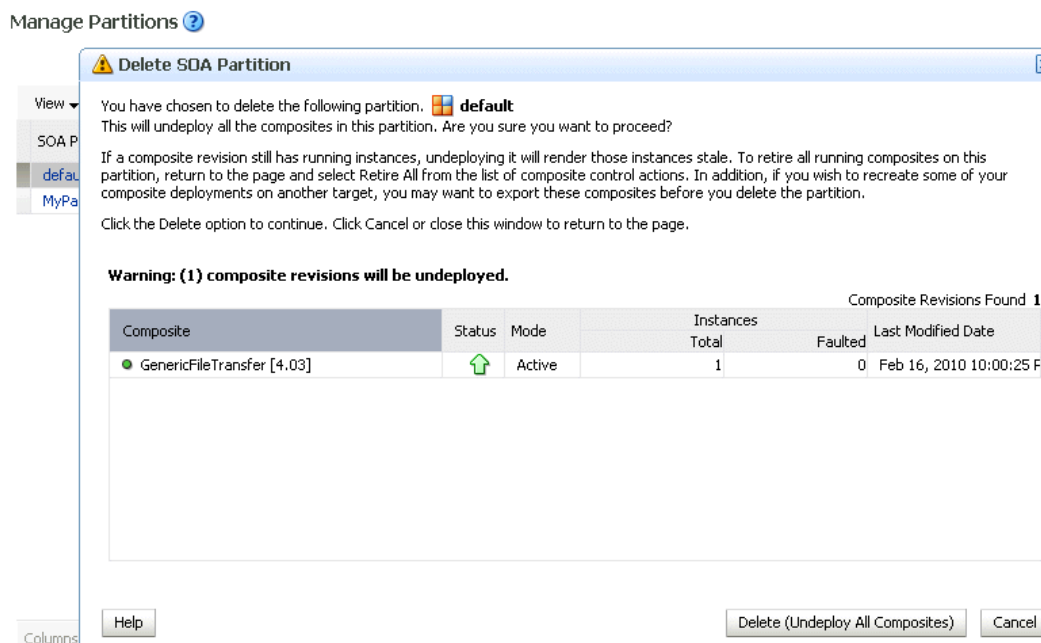 Manage Partitions ?
Delete SOA Partition
View
SOA P
defau
MyPa
You have chosen to delete the following partition. default
This will undeploy all the composites in this partition. Are you sure you want to proceed?
If a composite revision still has running instances, undeploying it will render those instances stale. To retire all running composites on this
partition, return to the page and select Retire All from the list of composite control actions. In addition, if you wish to recreate some of your
composite deployments on another target, you may want to export these composites before you delete the partition.
Click the Delete option to continue. Click Cancel or close this window to return to the page.
Warning: (1) composite revisions will be undeployed.
Composite Revisions Found 1
Composite Status Mode Instances Last Modified Date
Total Faulted
GenericFileTransfer [4.03] Active 1 0 Feb 16, 2010 10:00:25 P
Help Delete (Undeploy All Composites) Cancel
Columns